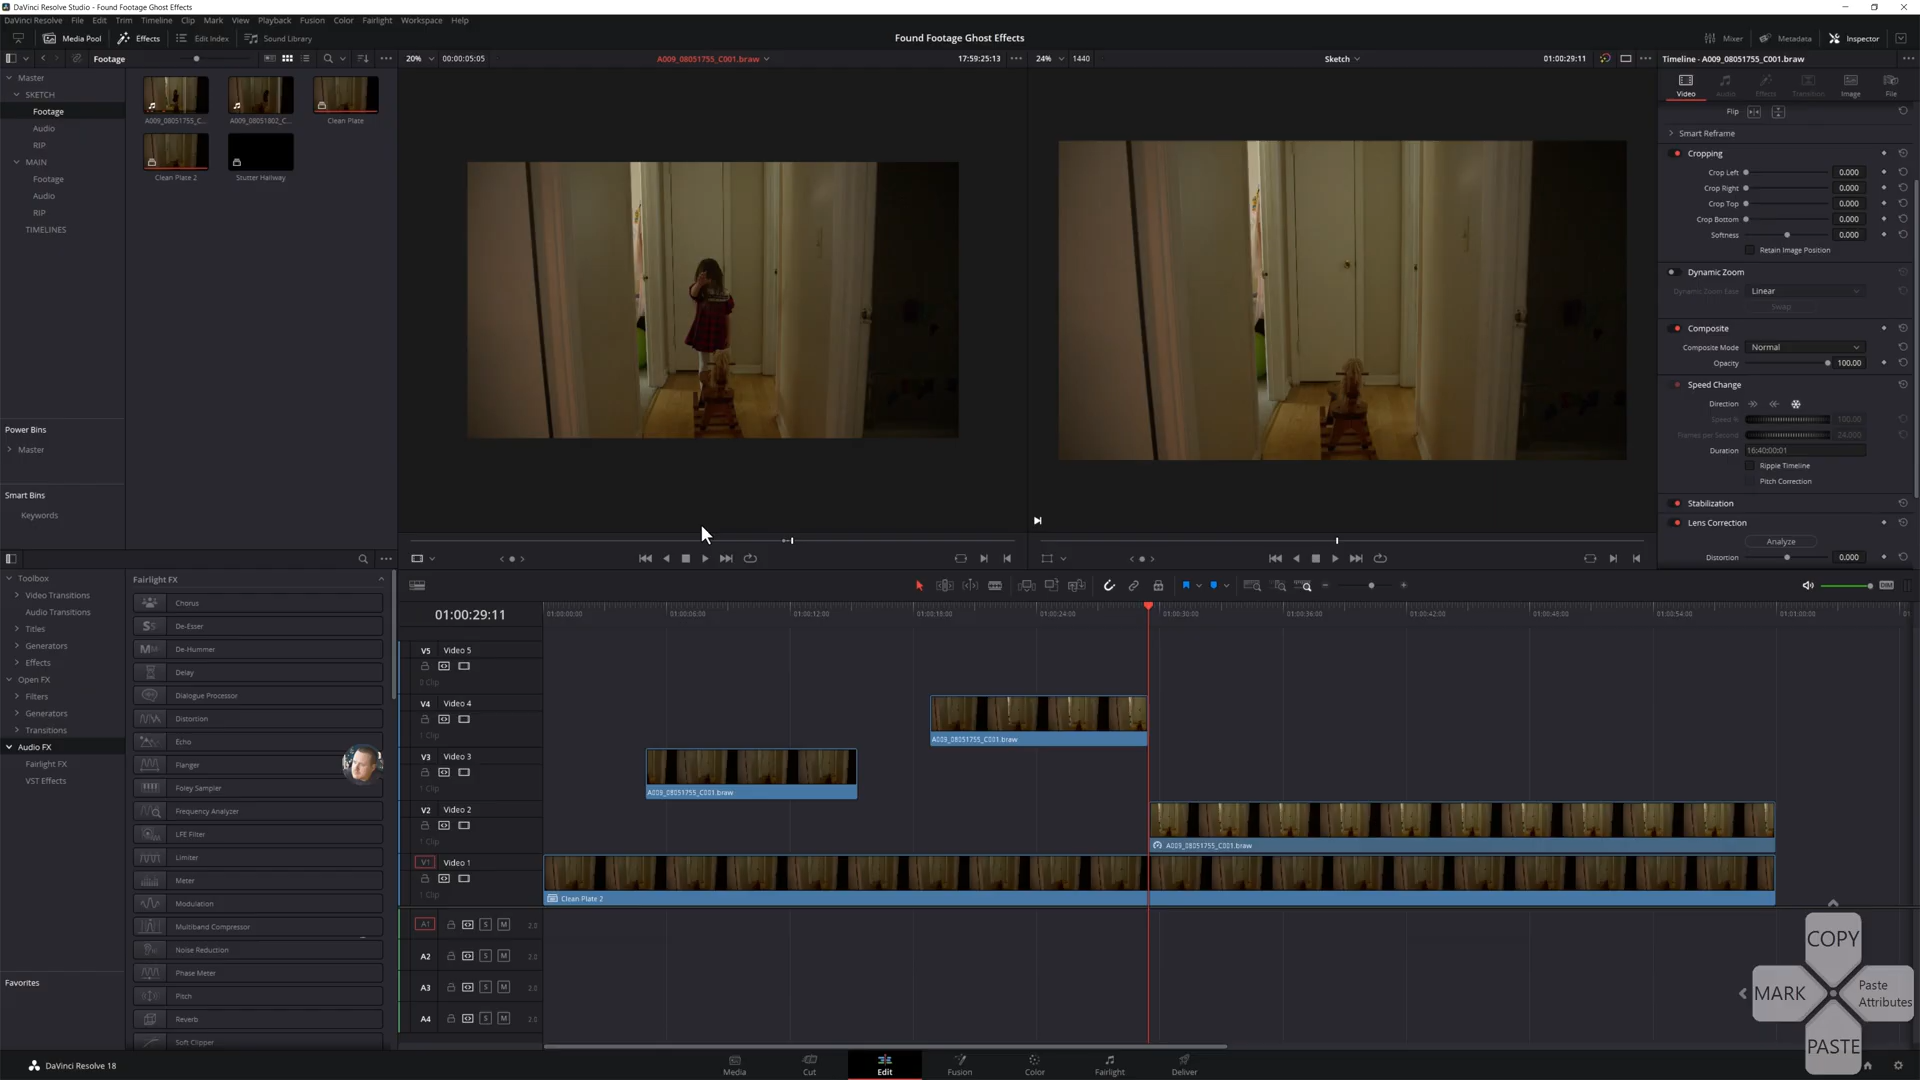 DaVinci Resolve Studio - Found Footage Ghost Effects
DaVinci Resolve File Edit Trim Timeline Clip Mark View Playback Fusion Color Fairlight Workspace Help
Media Pool Effects Edit Index Sound Library
Found Footage Ghost Effects
Mixer Metadata Inspector
Footage
20% 00:00:05:05 A009_08051755_C001.braw 17:59:25:13
24% 1440 Sketch 01:00:29:11
Timeline - A009_08051755_C001.braw
Master
SKETCH
Footage
Audio
RIP
MAIN
Footage
Audio
RIP
TIMELINES
A009_08051755_C...
A009_08051802_C...
Clean Plate
Clean Plate 2
Stutter Hallway
Power Bins
Master
Smart Bins
Keywords
Video Audio Effects Transition Image File
Flip
Smart Reframe
Cropping
Crop Left 0.000
Crop Right 0.000
Crop Top 0.000
Crop Bottom 0.000
Softness 0.000
Retain Image Position
Dynamic Zoom
Dynamic Zoom Ease Linear
Swap
Composite
Composite Mode Normal
Opacity 100.00
Speed Change
Direction
Speed % 100.00
Frames per Second 24.000
Duration 16:40:00:01
Ripple Timeline
Pitch Correction
Stabilization
Lens Correction
Analyze
Distortion 0.000
Toolbox
Video Transitions
Audio Transitions
Titles
Generators
Effects
Open FX
Filters
Generators
Transitions
Audio FX
Fairlight FX
VST Effects
Favorites
Fairlight FX
Chorus
De-Esser
De-Hummer
Delay
Dialogue Processor
Distortion
Echo
Flanger
Foley Sampler
Frequency Analyzer
LFE Filter
Limiter
Meter
Modulation
Multiband Compressor
Noise Reduction
Phase Meter
Pitch
Reverb
Soft Clipper
DIM
01:00:29:11
01:00:00:00 01:00:06:00 01:00:12:00 01:00:18:00 01:00:24:00 01:00:30:00 01:00:36:00 01:00:42:00 01:00:48:00 01:00:54:00 01:01:00:00
V5 Video 5
0 Clip
V4 Video 4
1 Clip
A009_08051755_C001.braw
V3 Video 3
1 Clip
A009_08051755_C001.braw
V2 Video 2
1 Clip
A009_08051755_C001.braw
V1 Video 1
1 Clip
Clean Plate 2
A1 S M 2.0
A2 S M 2.0
A3 S M 2.0
A4 S M 2.0
COPY
MARK
Paste
Attributes
PASTE
DaVinci Resolve 18
Media Cut Edit Fusion Color Fairlight Deliver